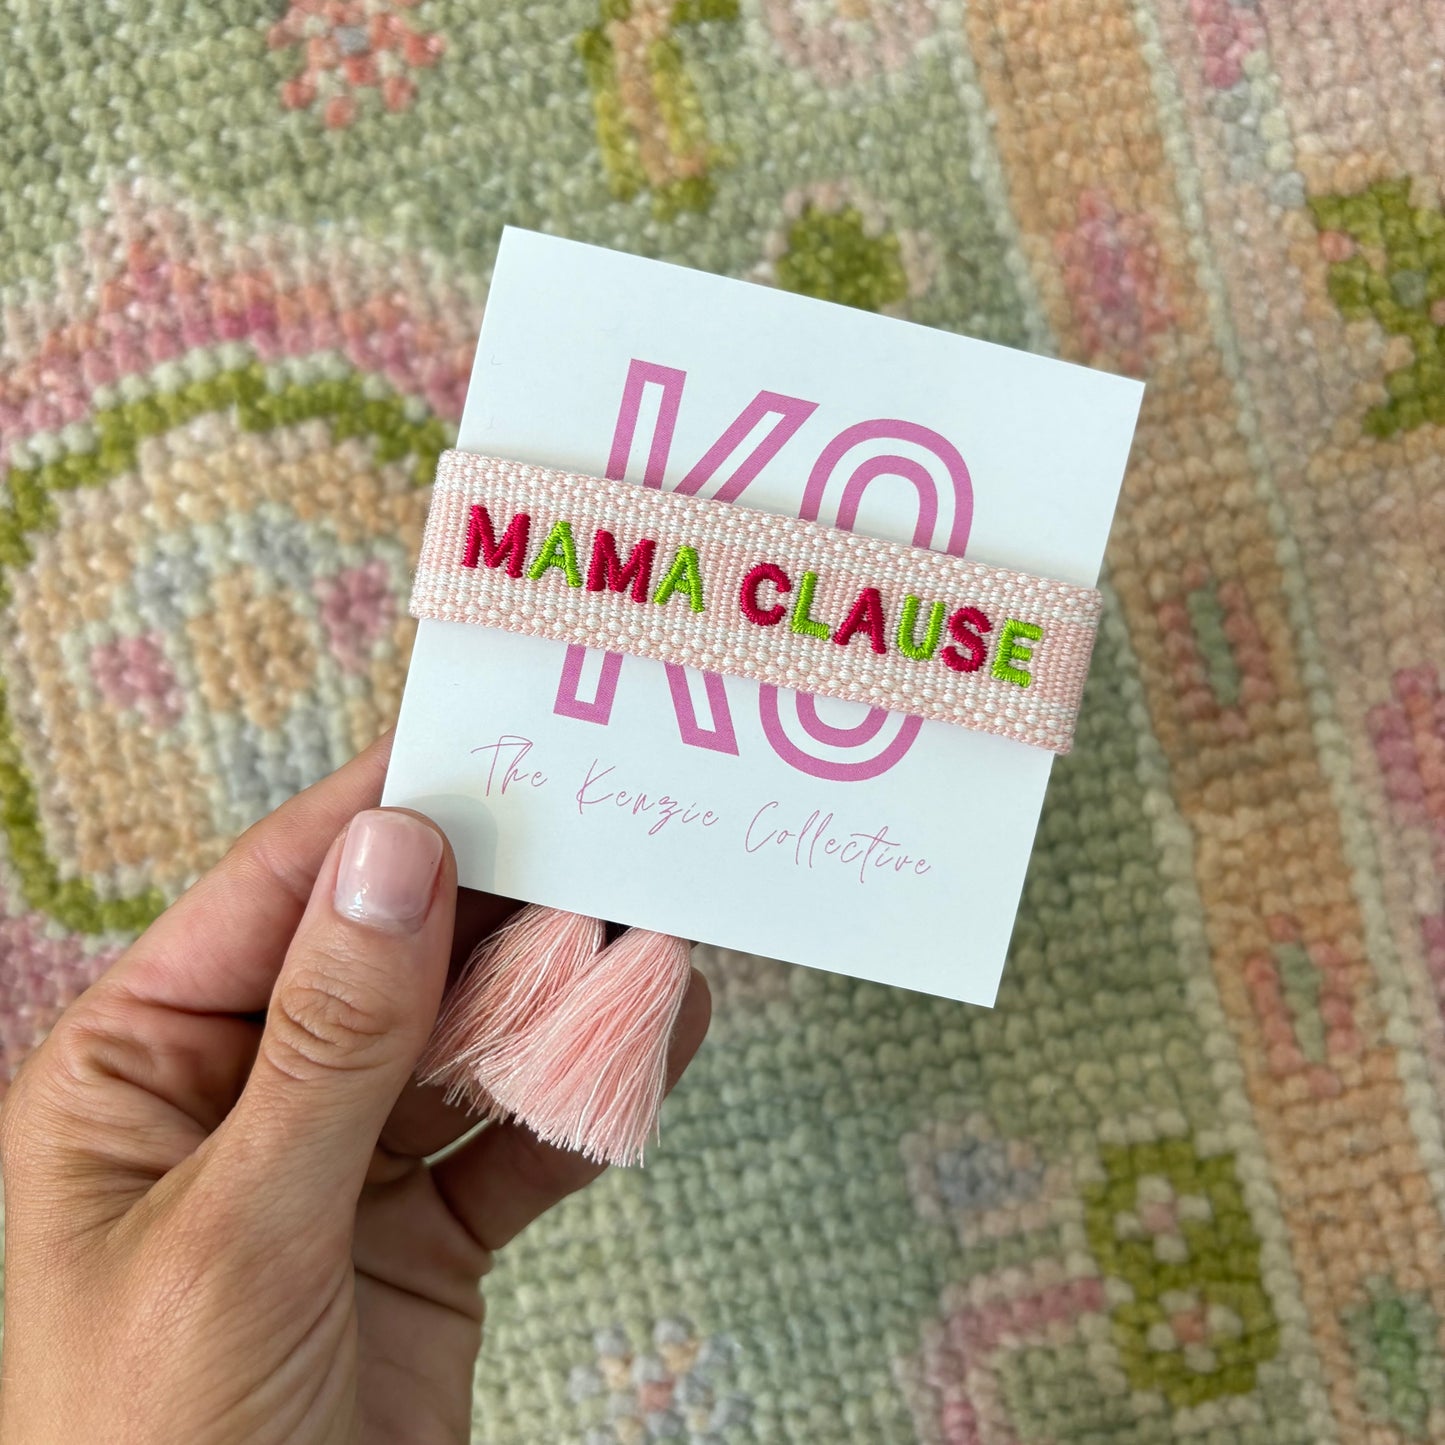 KO
MAMA CLAUSE
The Kenzie Collective